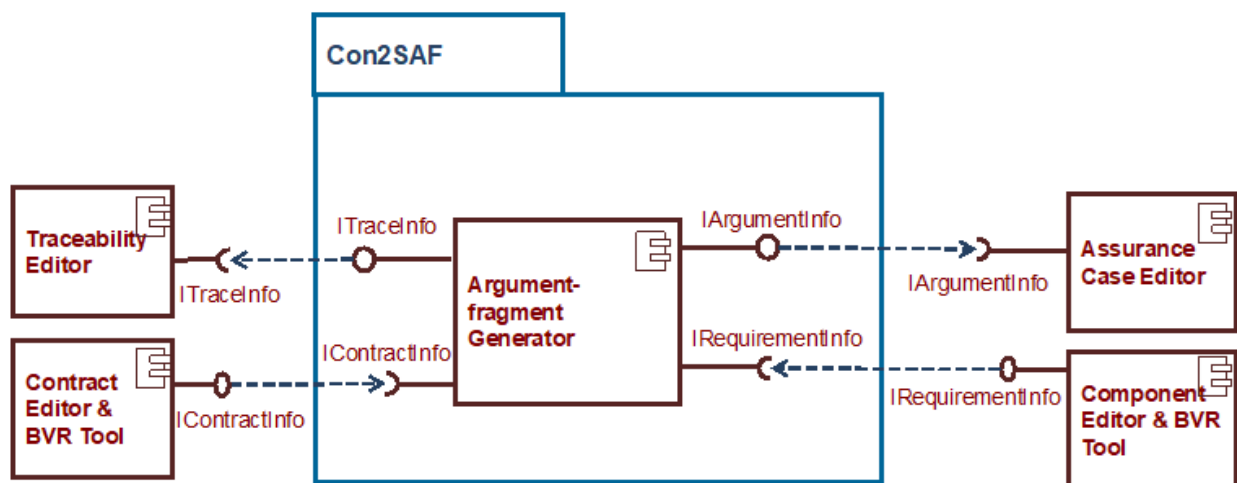 Con2SAF
Traceability
Editor
ITraceInfo
ITraceInfo
Contract
Editor &
BVR Tool
IContractInfo
IContractInfo
Argument-
fragment
Generator
IArgumentInfo
IArgumentInfo
Assurance
Case Editor
IRequirementInfo
IRequirementInfo
Component
Editor & BVR
Tool